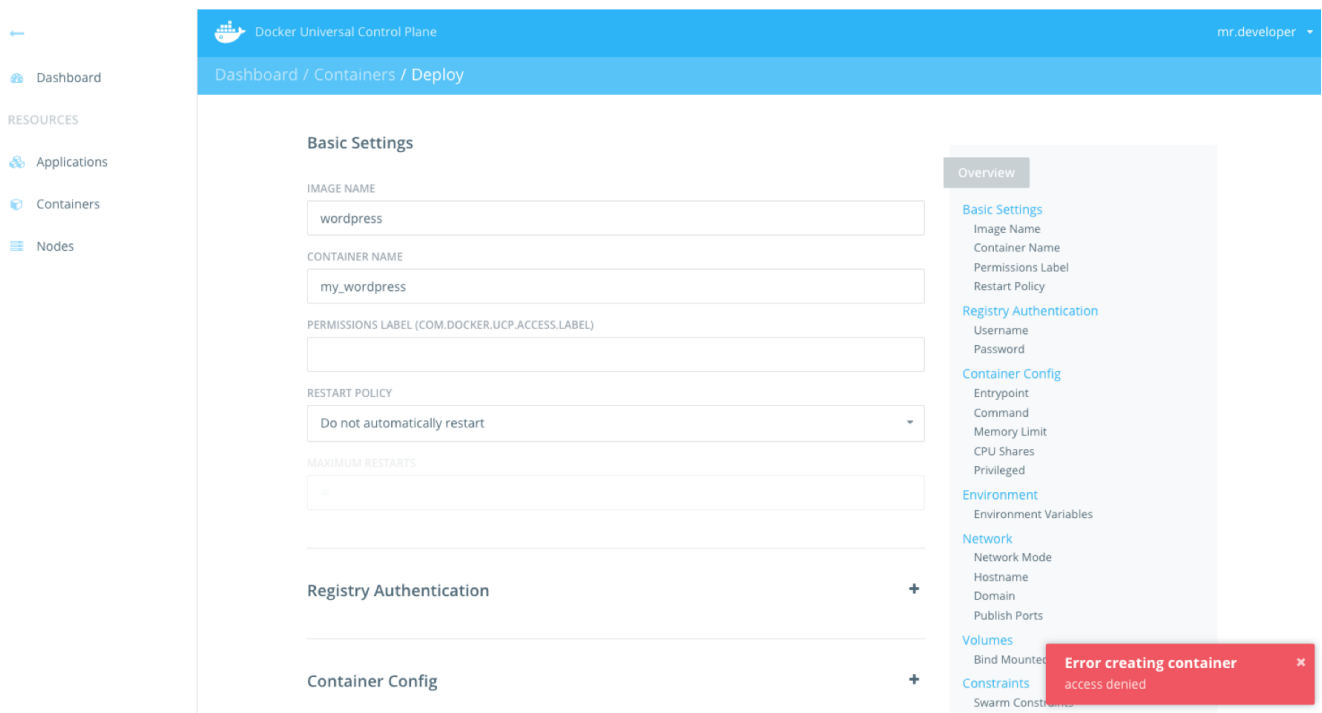 Docker Universal Control Plane
mr.developer
Dashboard / Containers / Deploy
Dashboard
RESOURCES
Applications
Containers
Nodes
Basic Settings
IMAGE NAME
wordpress
CONTAINER NAME
my_wordpress
PERMISSIONS LABEL (COM.DOCKER.UCP.ACCESS.LABEL)
RESTART POLICY
Do not automatically restart
MAXIMUM RESTARTS
Registry Authentication
Container Config
Overview
Basic Settings
Image Name
Container Name
Permissions Label
Restart Policy
Registry Authentication
Username
Password
Container Config
Entrypoint
Command
Memory Limit
CPU Shares
Privileged
Environment
Environment Variables
Network
Network Mode
Hostname
Domain
Publish Ports
Volumes
Bind Mounted
Constraints
Swarm Constraints
Error creating container
access denied